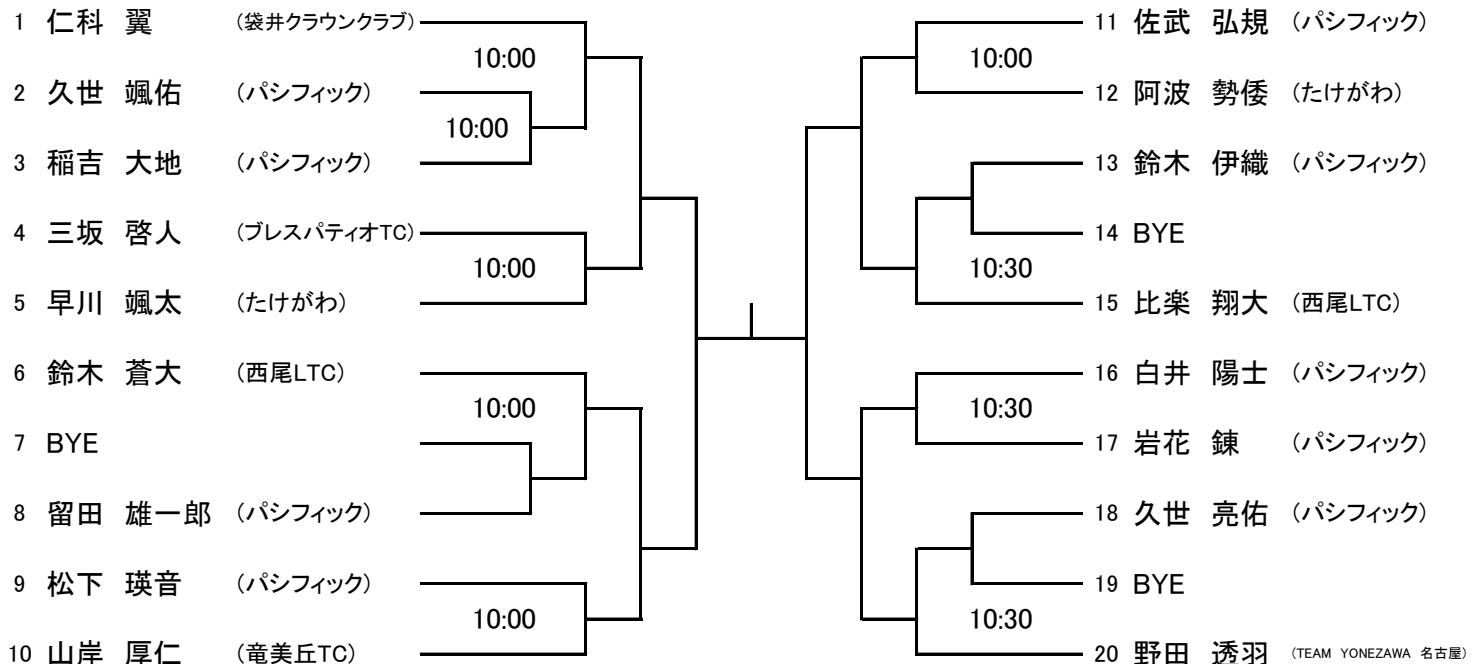 1 仁科 翼 (袋井クラウンクラブ)
10:00
2 久世 颯佑 (パシフィック)
10:00
3 稲吉 大地 (パシフィック)
4 三坂 啓人 (ブレスパティオTC)
10:00
5 早川 颯太 (たけがわ)
6 鈴木 蒼大 (西尾LTC)
10:00
7 BYE
8 留田 雄一郎 (パシフィック)
9 松下 瑛音 (パシフィック)
10:00
10 山岸 厚仁 (竜美丘TC)
11 佐武 弘規 (パシフィック)
10:00
12 阿波 勢倭 (たけがわ)
13 鈴木 伊織 (パシフィック)
14 BYE
10:30
15 比楽 翔大 (西尾LTC)
16 白井 陽士 (パシフィック)
10:30
17 岩花 錬 (パシフィック)
18 久世 亮佑 (パシフィック)
19 BYE
10:30
20 野田 透羽 (TEAM YONEZAWA 名古屋)